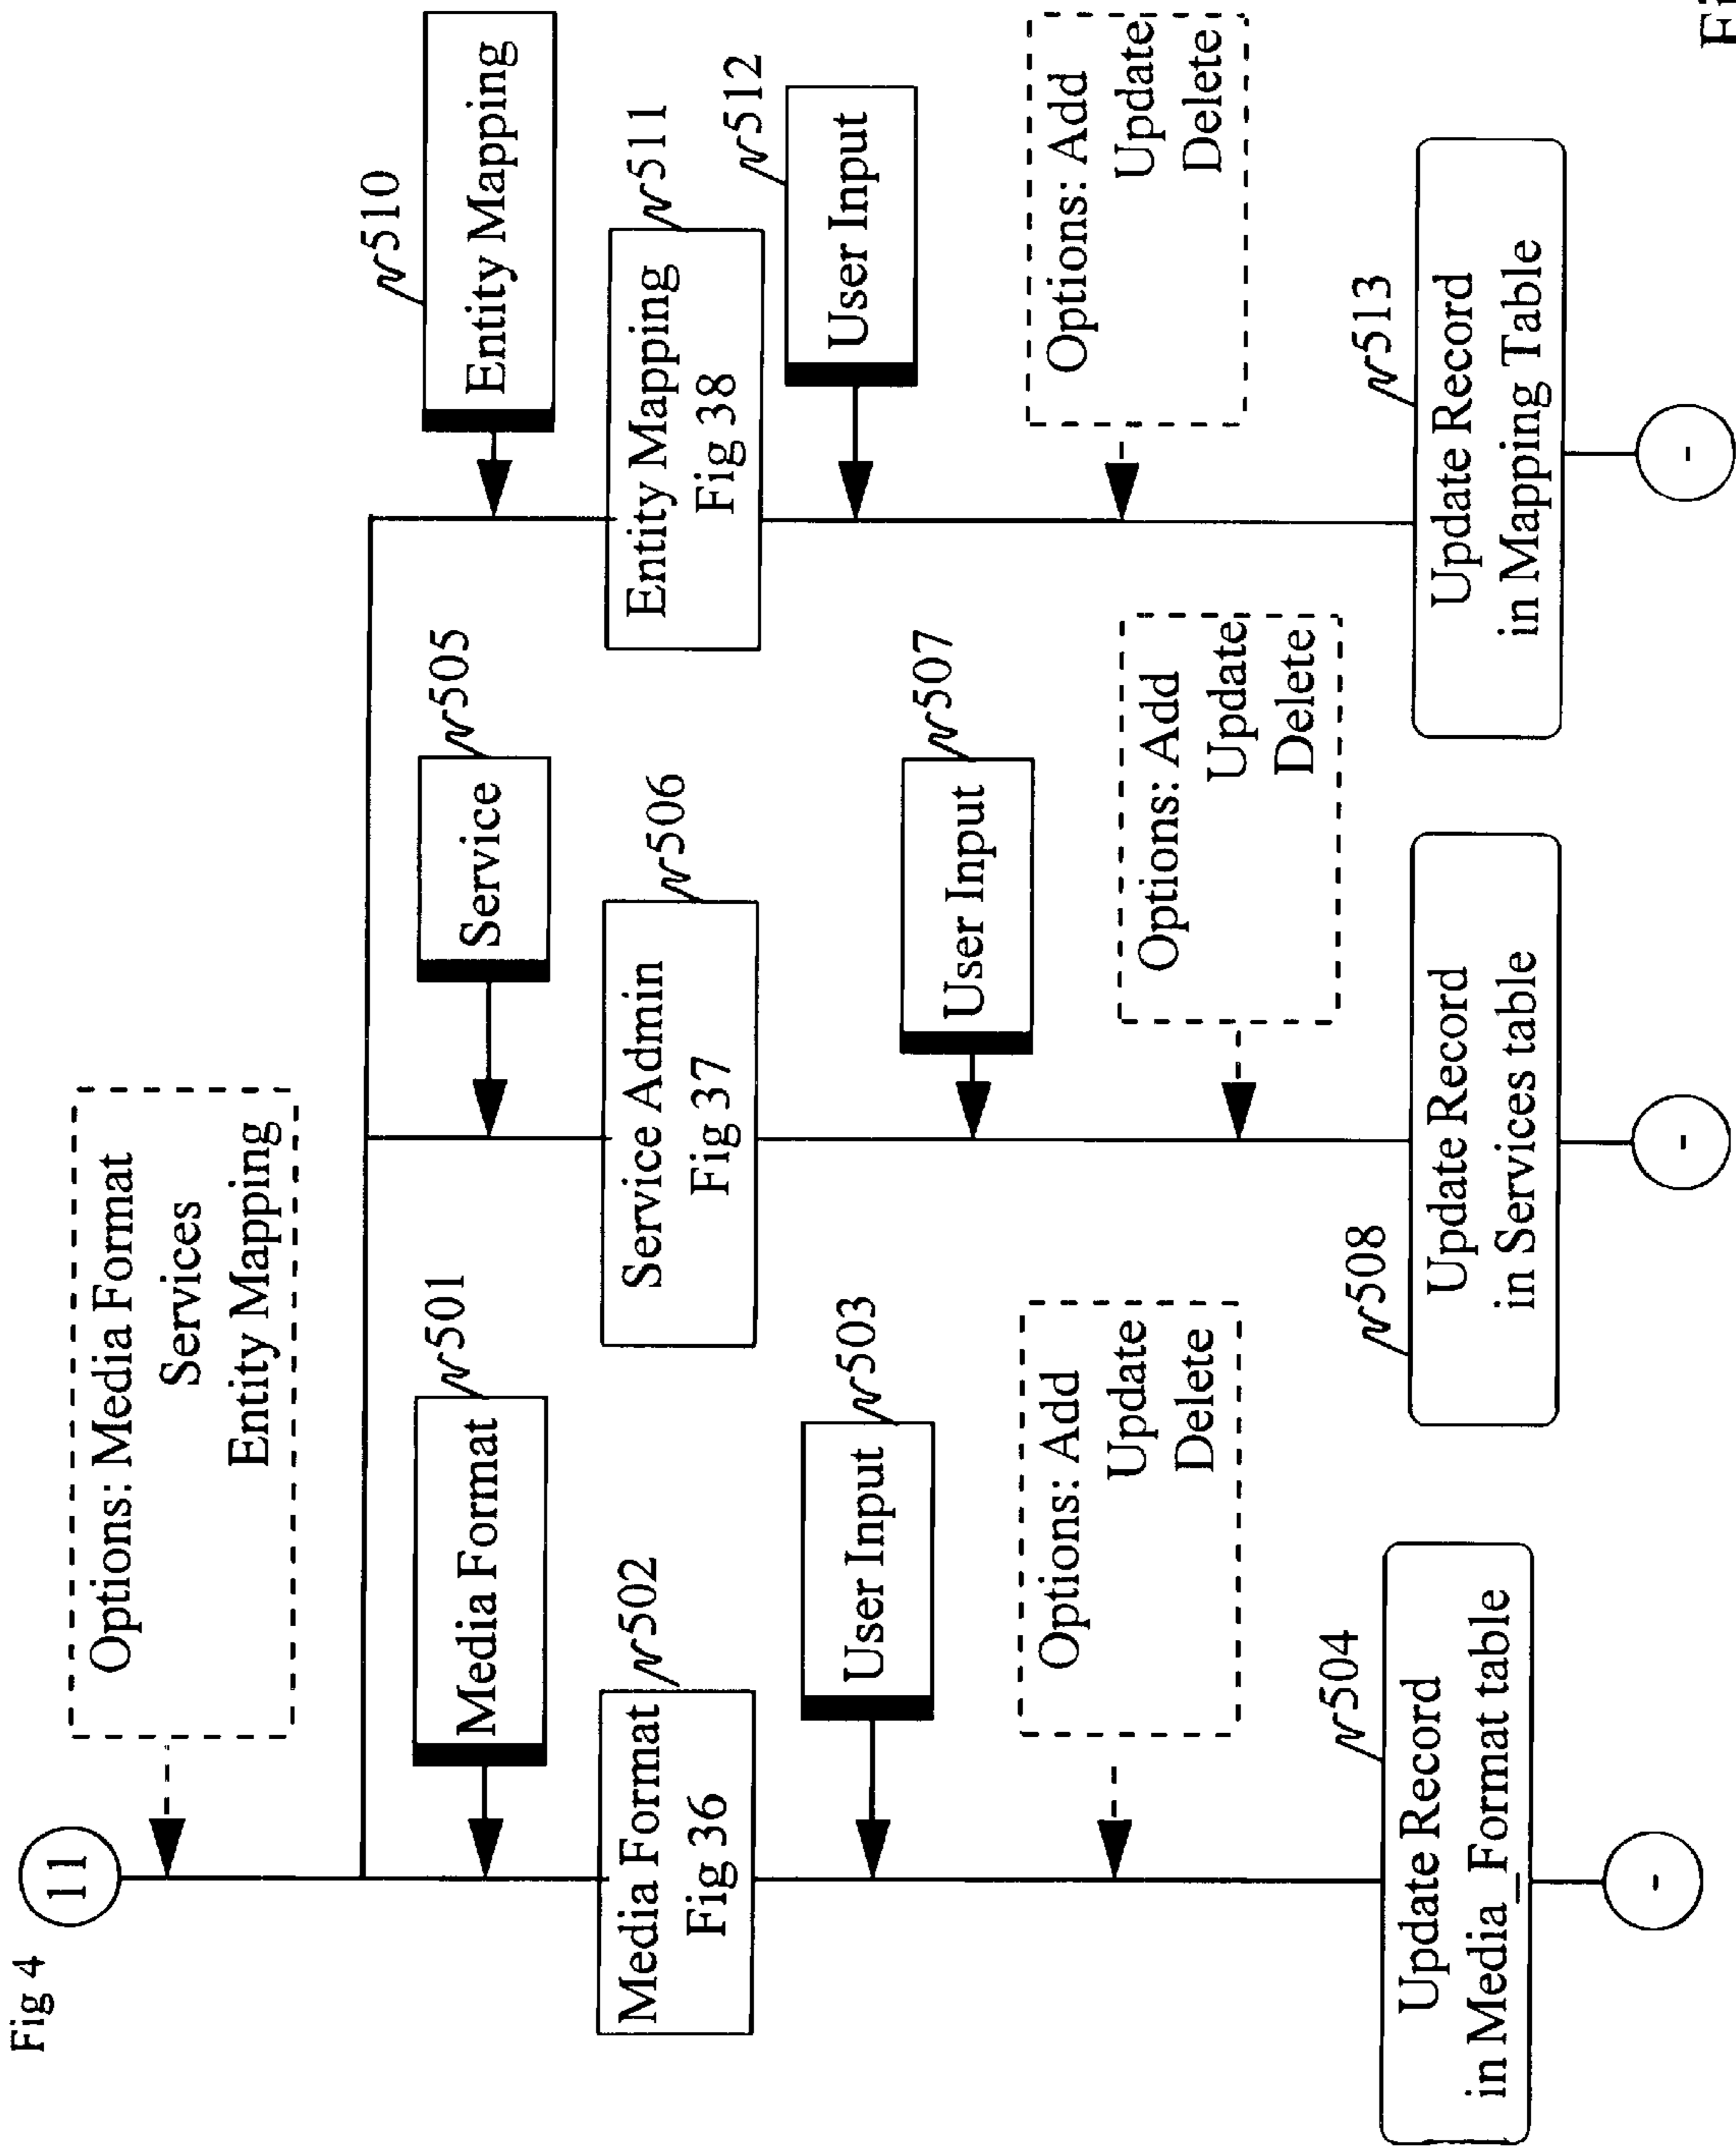 Fig 4
11
Options: Media Format
Services
Entity Mapping
Media Format
501
Media Format
Fig 36
502
User Input
503
Options: Add
Update
Delete
Update Record
in Media_Format table
504
-
Service
505
Service Admin
Fig 37
506
User Input
507
Options: Add
Update
Delete
Update Record
in Services table
508
-
Entity Mapping
510
Entity Mapping
Fig 38
511
User Input
512
Options: Add
Update
Delete
Update Record
in Mapping Table
513
-